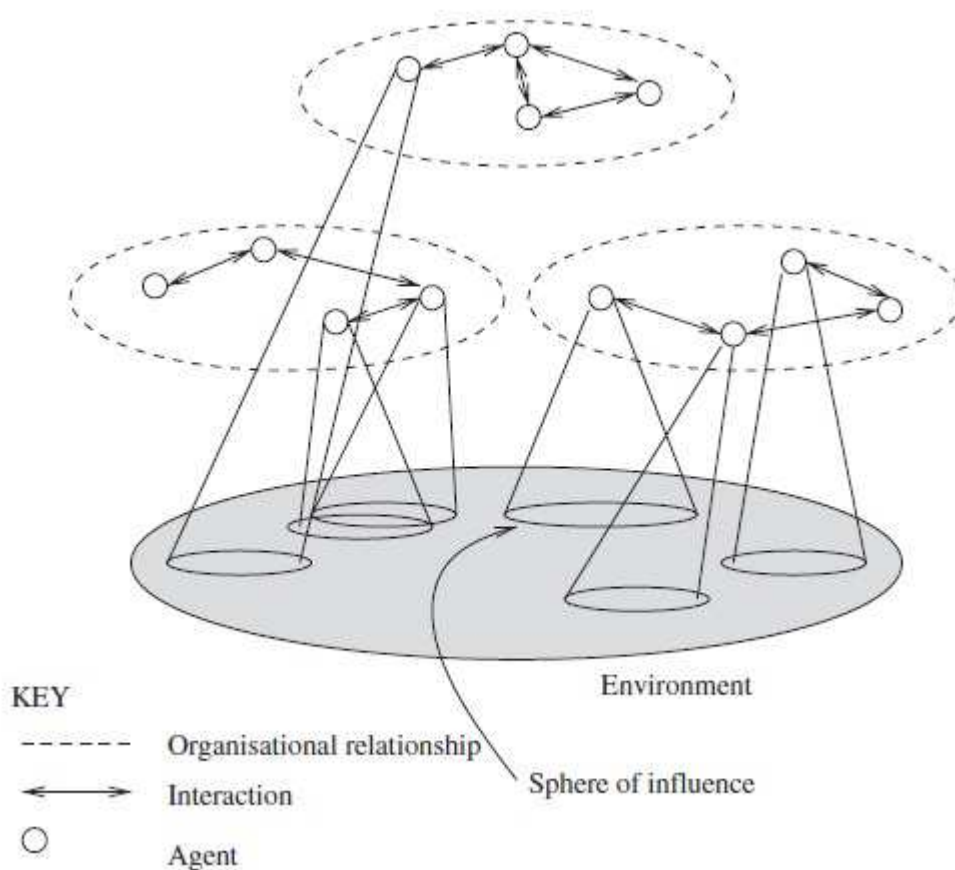 Environment
KEY
Organisational relationship
Sphere of influence
Interaction
Agent